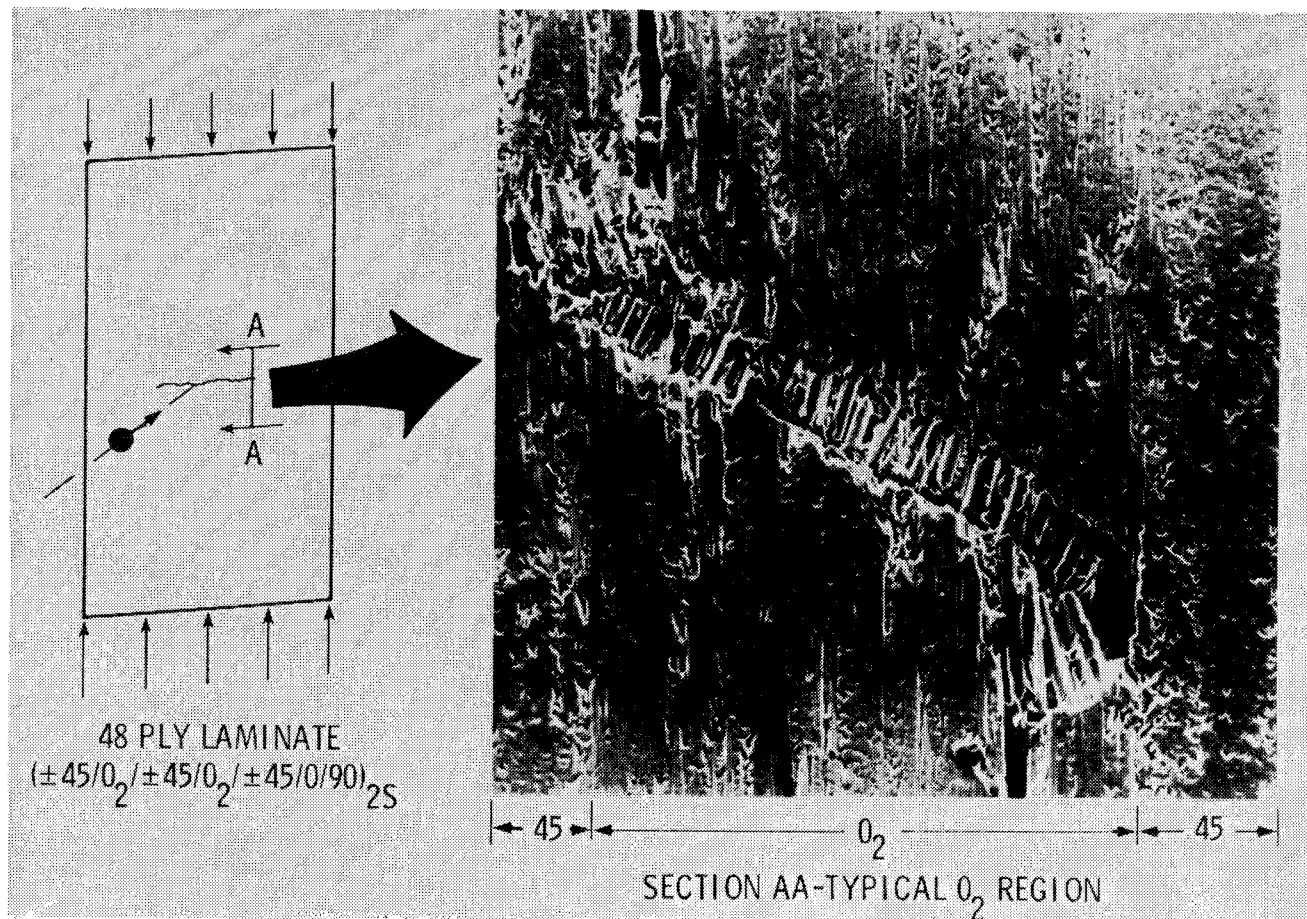 A
A
48 PLY LAMINATE
(±45/0₂/±45/0₂/±45/0/90)₂S
45
0₂
45
SECTION AA-TYPICAL 0₂ REGION